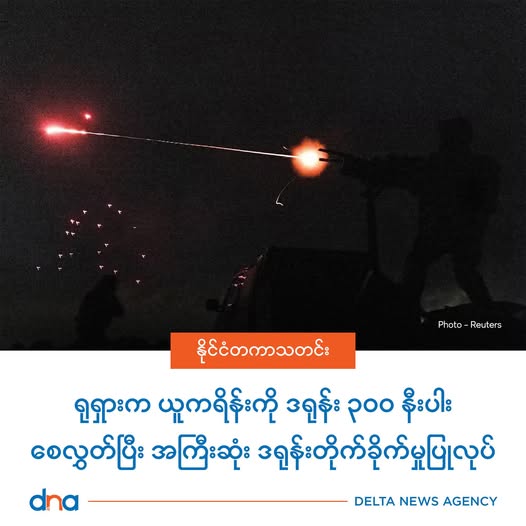 Photo - Reuters
နိုင်ငံတကာသတင်း
ရုရှားက ယူကရိန်းကို ဒရုန်း ၃၀၀ နီးပါး
စေလွှတ်ပြီး အကြီးဆုံး ဒရုန်းတိုက်ခိုက်မှုပြုလုပ်
dna
DELTA NEWS AGENCY